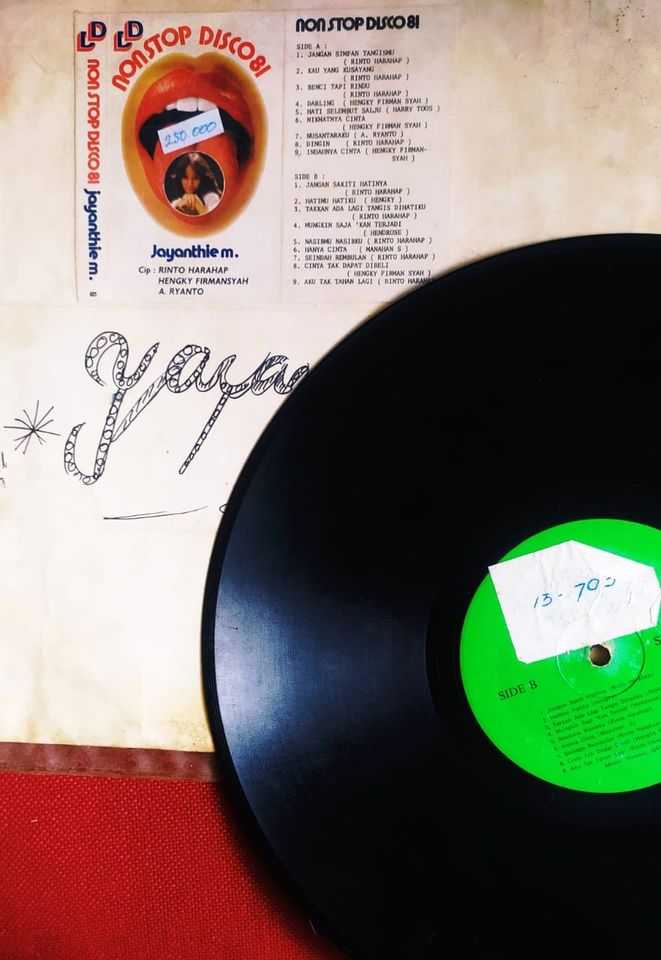 LD
NON STOP DISCO 81
Jayanthie m.
LD
NON STOP DISCO 81
250.000
Jayanthie m.
Cip : RINTO HARAHAP
HENGKY FIRMANSYAH
A. RYANTO
NON STOP DISCO 81
SIDE A :
1. JANGAN SIMPAN TANGISMU
( RINTO HARAHAP )
2. KAU YANG KUSAYANG
( RINTO HARAHAP )
3. BENCI TAPI RINDU
( RINTO HARAHAP )
4. DARLING ( HENGKY FIRMAN SYAH )
5. HATI SELEMBUT SALJU ( HARRY TOOS )
6. NIKMATNYA CINTA
( HENGKY FIRMAN SYAH )
7. NUSANTARAKU ( A. RYANTO )
8. DINGIN ( RINTO HARAHAP )
9. INDAHNYA CINTA ( HENGKY FIRMAN-
SYAH )
SIDE B :
1. JANGAN SAKITI HATINYA
( RINTO HARAHAP )
2. HATIMU HATIKU ( HENGKY )
3. TAKKAN ADA LAGI TANGIS DIHATIKU
( RINTO HARAHAP )
4. MUNGKIN SAJA 'KAN TERJADI
( HENDROSE )
5. NASIBMU NASIBKU ( RINTO HARAHAP )
6. HANYA CINTA ( MANAHAN S )
7. SEINDAH REMBULAN ( RINTO HARAHAP )
8. CINTA TAK DAPAT DIBELI
( HENGKY FIRMAN SYAH )
9. AKU TAK TAHAN LAGI ( RINTO HARAHAP
Yaya
13-70
SIDE B